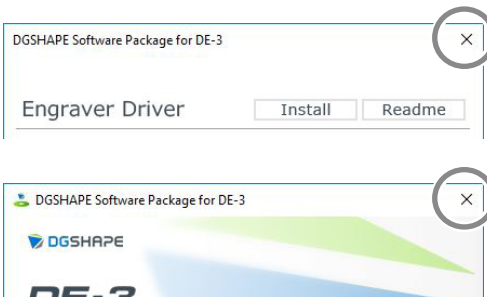 DGSHAPE Software Package for DE-3
Engraver Driver Install Readme
DGSHAPE Software Package for DE-3
DGSHAPE
DE-3